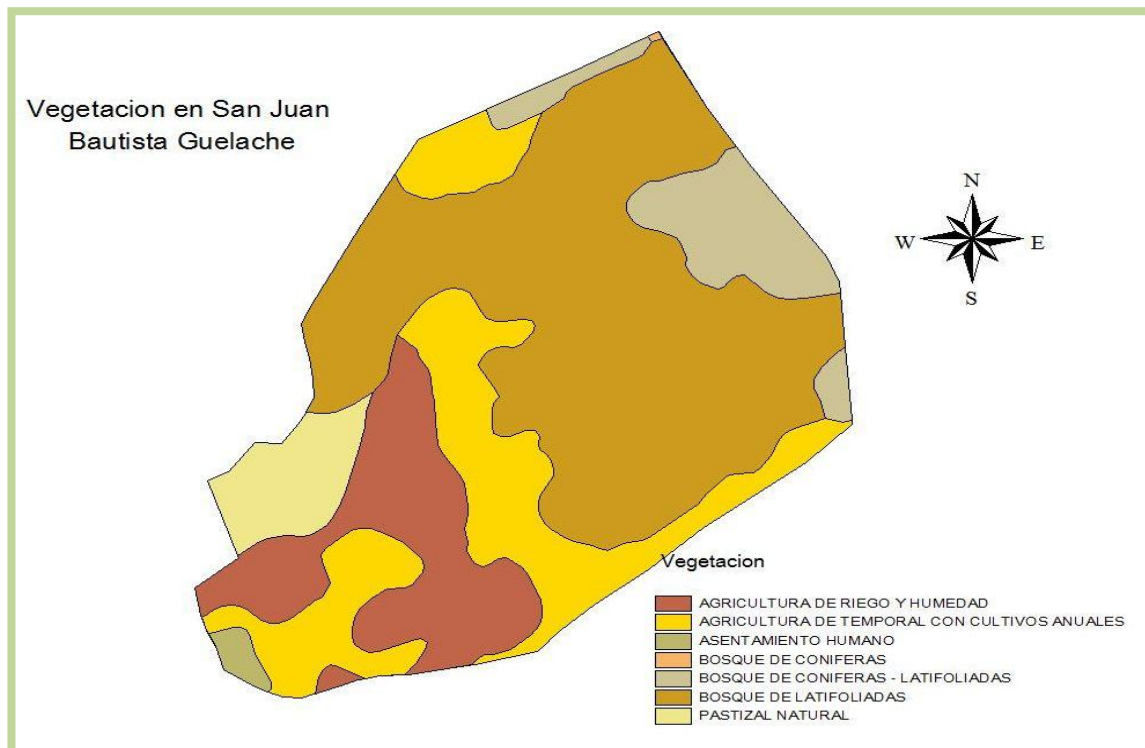 Vegetacion en San Juan
Bautista Guelache
N
W
E
S
Vegetacion
AGRICULTURA DE RIEGO Y HUMEDAD
AGRICULTURA DE TEMPORAL CON CULTIVOS ANUALES
ASENTAMIENTO HUMANO
BOSQUE DE CONIFERAS
BOSQUE DE CONIFERAS - LATIFOLIADAS
BOSQUE DE LATIFOLIADAS
PASTIZAL NATURAL